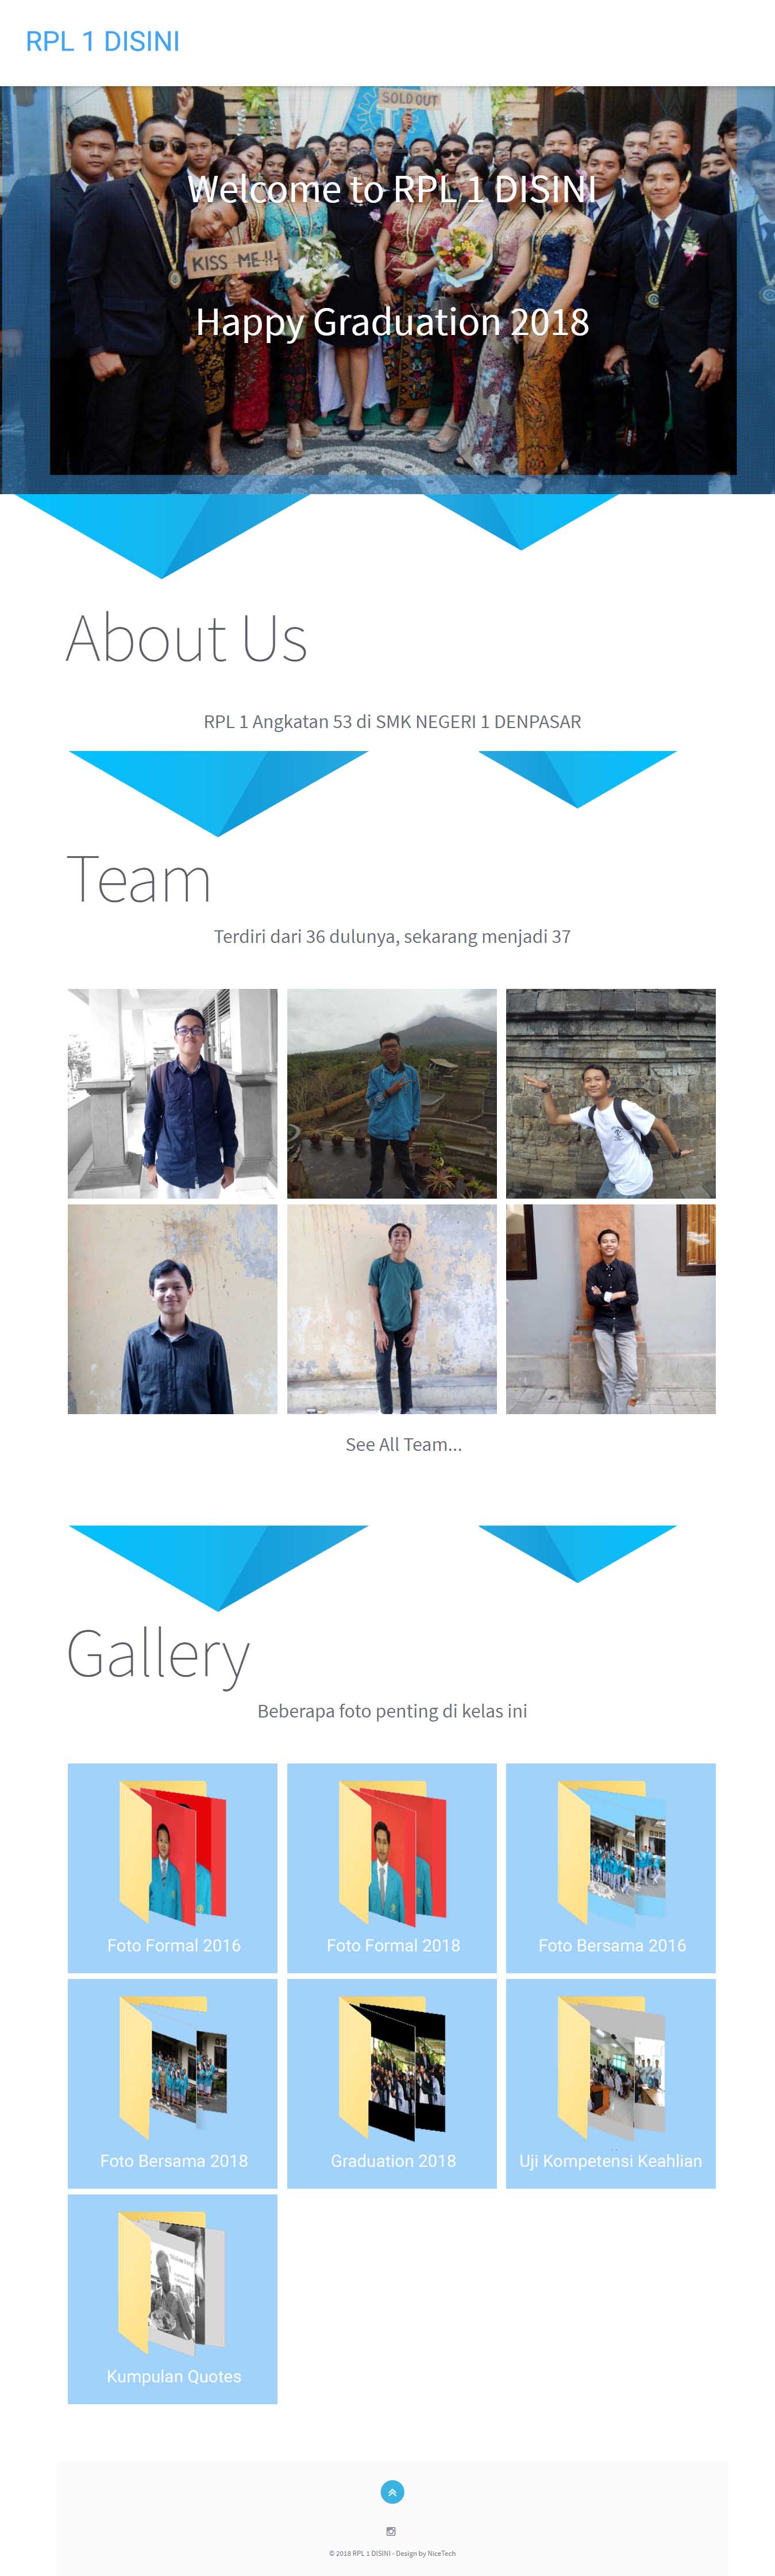 RPL 1 DISINI
SOLD OUT
Welcome to RPL 1 DISINI
KISS ME!!
Happy Graduation 2018
About Us
RPL 1 Angkatan 53 di SMK NEGERI 1 DENPASAR
Team
Terdiri dari 36 dulunya, sekarang menjadi 37
See All Team...
Gallery
Beberapa foto penting di kelas ini
Foto Formal 2016
Foto Formal 2018
Foto Bersama 2016
Foto Bersama 2018
Graduation 2018
Uji Kompetensi Keahlian
Kumpulan Quotes
© 2018 RPL 1 DISINI - Design by NiceTech